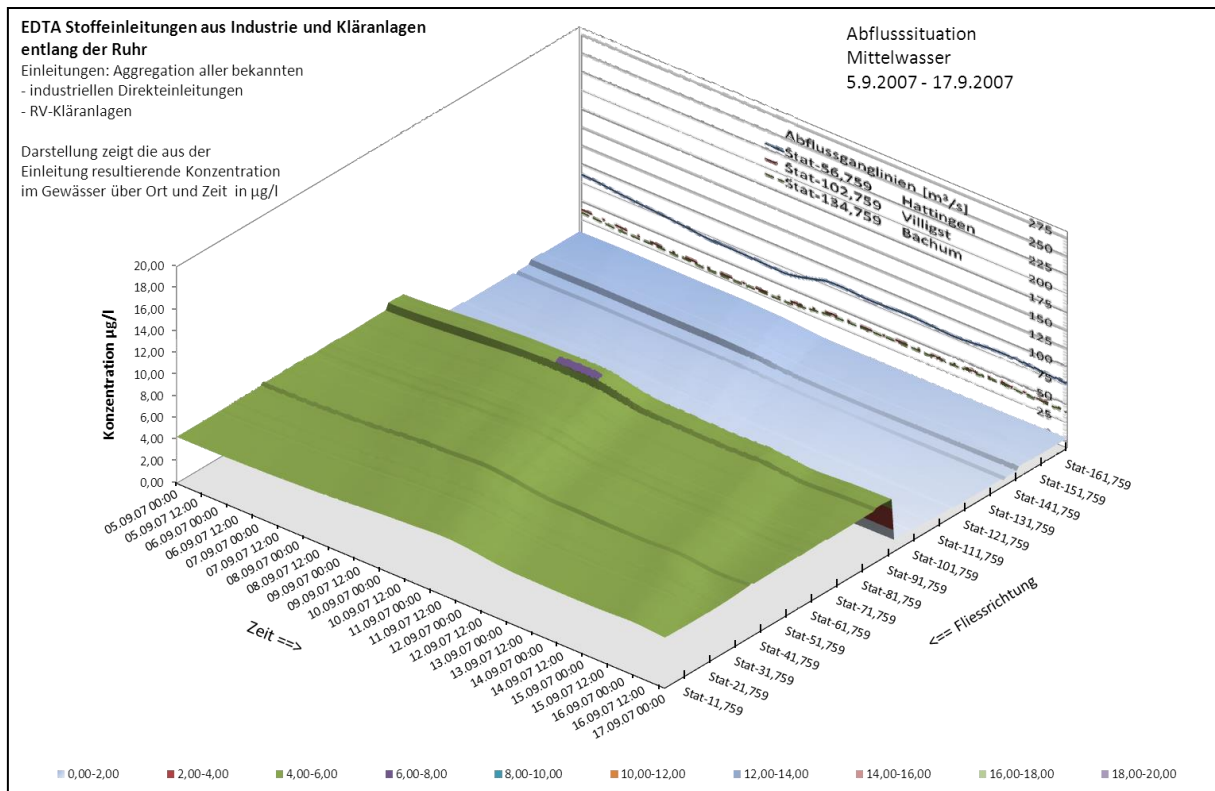 EDTA Stoffeinleitungen aus Industrie und Kläranlagen
entlang der Ruhr
Einleitungen: Aggregation aller bekannten
- industriellen Direkteinleitungen
- RV-Kläranlagen
Darstellung zeigt die aus der
Einleitung resultierende Konzentration
im Gewässer über Ort und Zeit in µg/l
Abflusssituation
Mittelwasser
5.9.2007 - 17.9.2007
Abflussganglinien [m³/s]
Stat-56,759 Hattingen
Stat-102,759 Villigst
Stat-134,759 Bachum
275
250
225
200
175
150
125
100
75
50
25
Konzentration µg/l
20,00
18,00
16,00
14,00
12,00
10,00
8,00
6,00
4,00
2,00
0,00
05.09.07 00:00
05.09.07 12:00
06.09.07 00:00
06.09.07 12:00
07.09.07 00:00
07.09.07 12:00
08.09.07 00:00
08.09.07 12:00
09.09.07 00:00
09.09.07 12:00
10.09.07 00:00
10.09.07 12:00
11.09.07 00:00
11.09.07 12:00
12.09.07 00:00
12.09.07 12:00
13.09.07 00:00
13.09.07 12:00
14.09.07 00:00
14.09.07 12:00
15.09.07 00:00
15.09.07 12:00
16.09.07 00:00
16.09.07 12:00
17.09.07 00:00
Zeit ==>
Stat-161,759
Stat-151,759
Stat-141,759
Stat-131,759
Stat-121,759
Stat-111,759
Stat-101,759
Stat-91,759
Stat-81,759
Stat-71,759
Stat-61,759
Stat-51,759
Stat-41,759
Stat-31,759
Stat-21,759
Stat-11,759
<== Fliessrichtung
0,00-2,00 2,00-4,00 4,00-6,00 6,00-8,00 8,00-10,00 10,00-12,00 12,00-14,00 14,00-16,00 16,00-18,00 18,00-20,00